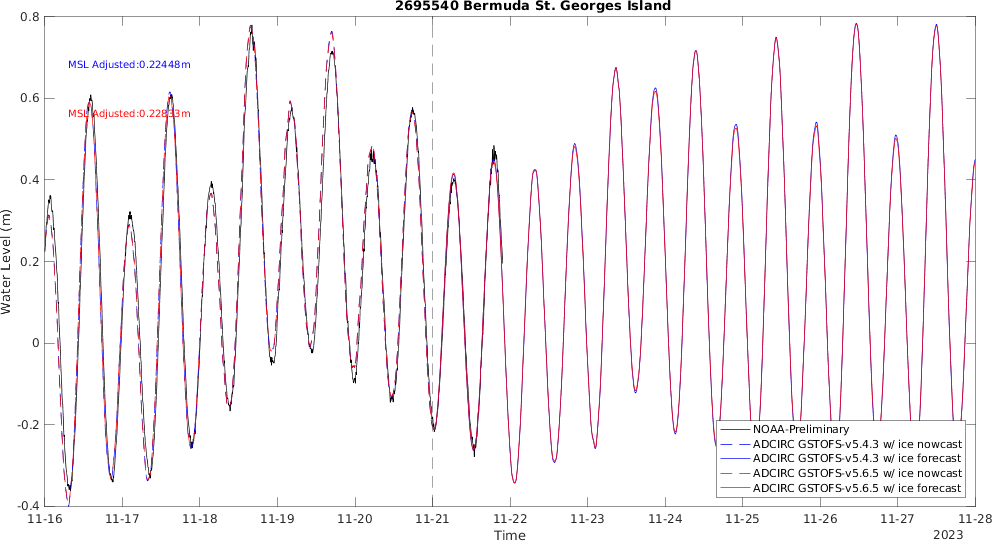 2695540 Bermuda St. Georges Island
0.8
MSL Adjusted:0.22448m
0.6
MSL Adjusted:0.22833m
0.4
Water Level (m)
0.2
0
-0.2
NOAA-Preliminary
ADCIRC GSTOFS-v5.4.3 w/ ice nowcast
ADCIRC GSTOFS-v5.4.3 w/ ice forecast
ADCIRC GSTOFS-v5.6.5 w/ ice nowcast
ADCIRC GSTOFS-v5.6.5 w/ ice forecast
-0.4
11-16 11-17 11-18 11-19 11-20 11-21 11-22 11-23 11-24 11-25 11-26 11-27 11-28
Time
2023